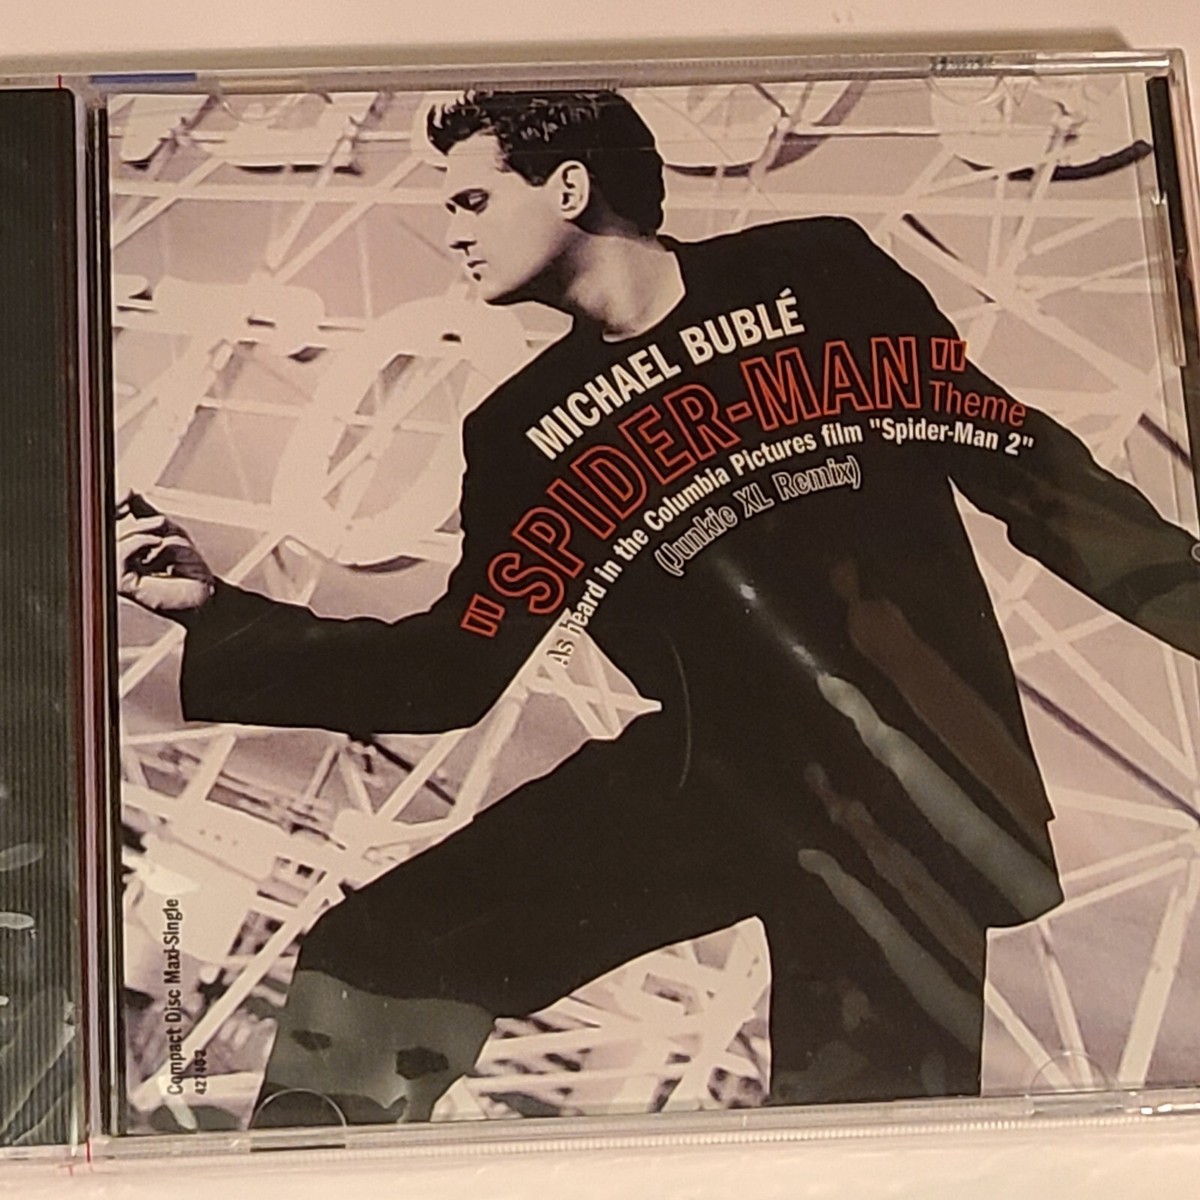 MICHAEL BUBLÉ
"SPIDER-MAN"
Theme
As heard in the Columbia Pictures film "Spider-Man 2"
(Junkie XL Remix)
Compact Disc Maxi-Single